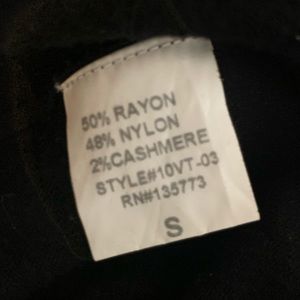 50% RAYON
48% NYLON
2%CASHMERE
STYLE#10VT-03
RN#135773
S